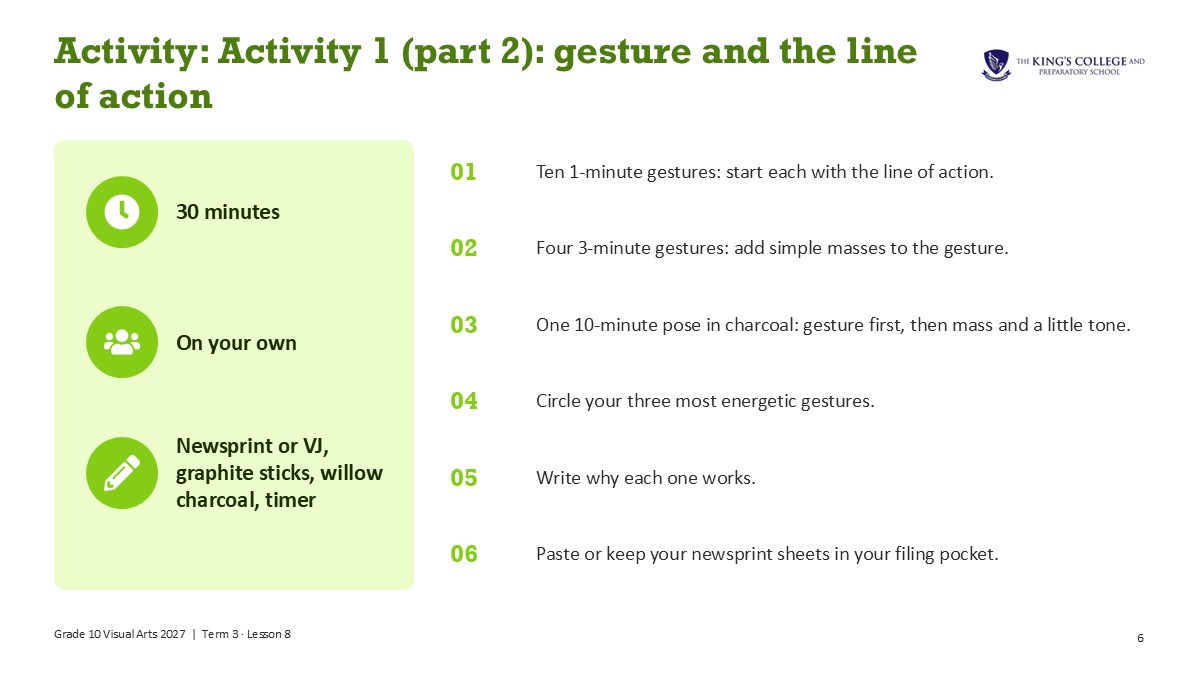 Activity: Activity 1 (part 2): gesture and the line
of action
THE KING'S COLLEGE AND
PREPARATORY SCHOOL
30 minutes
On your own
Newsprint or VJ,
graphite sticks, willow
charcoal, timer
01 Ten 1-minute gestures: start each with the line of action.
02 Four 3-minute gestures: add simple masses to the gesture.
03 One 10-minute pose in charcoal: gesture first, then mass and a little tone.
04 Circle your three most energetic gestures.
05 Write why each one works.
06 Paste or keep your newsprint sheets in your filing pocket.
Grade 10 Visual Arts 2027 | Term 3 · Lesson 8
6